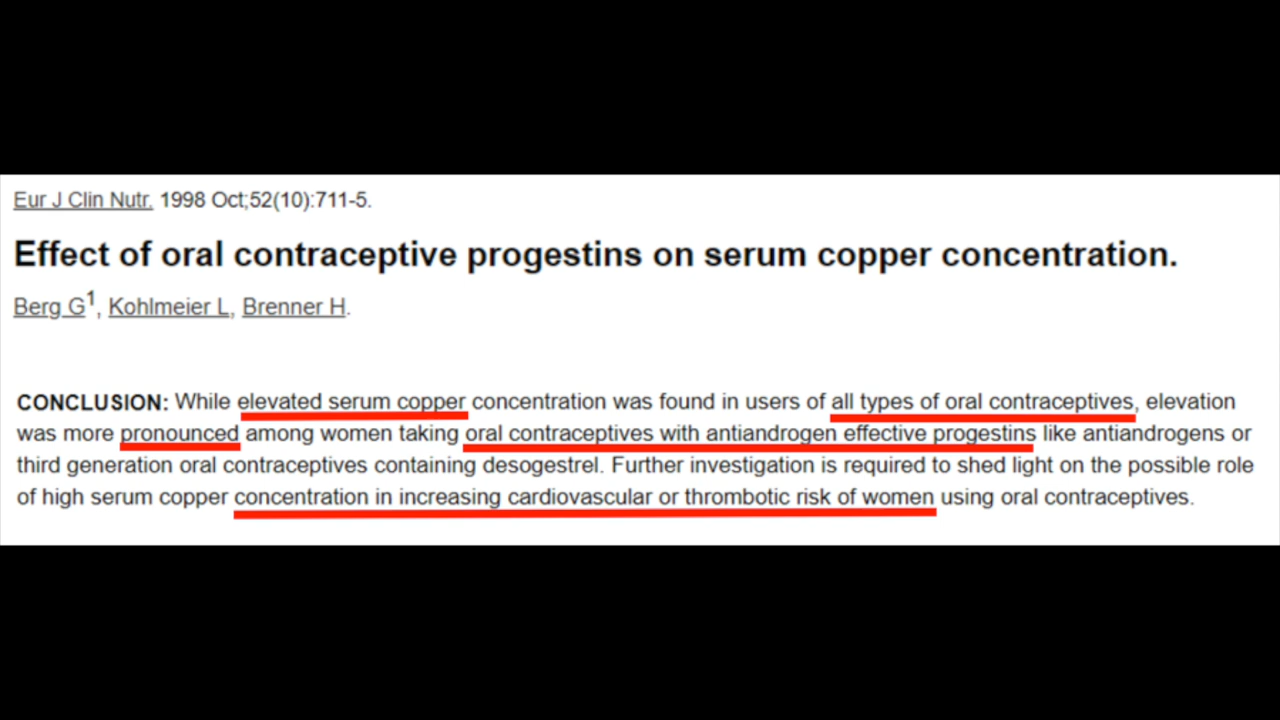 Eur J Clin Nutr. 1998 Oct;52(10):711-5.
Effect of oral contraceptive progestins on serum copper concentration.
Berg G1, Kohlmeier L, Brenner H.
CONCLUSION: While elevated serum copper concentration was found in users of all types of oral contraceptives, elevation
was more pronounced among women taking oral contraceptives with antiandrogen effective progestins like antiandrogens or
third generation oral contraceptives containing desogestrel. Further investigation is required to shed light on the possible role
of high serum copper concentration in increasing cardiovascular or thrombotic risk of women using oral contraceptives.